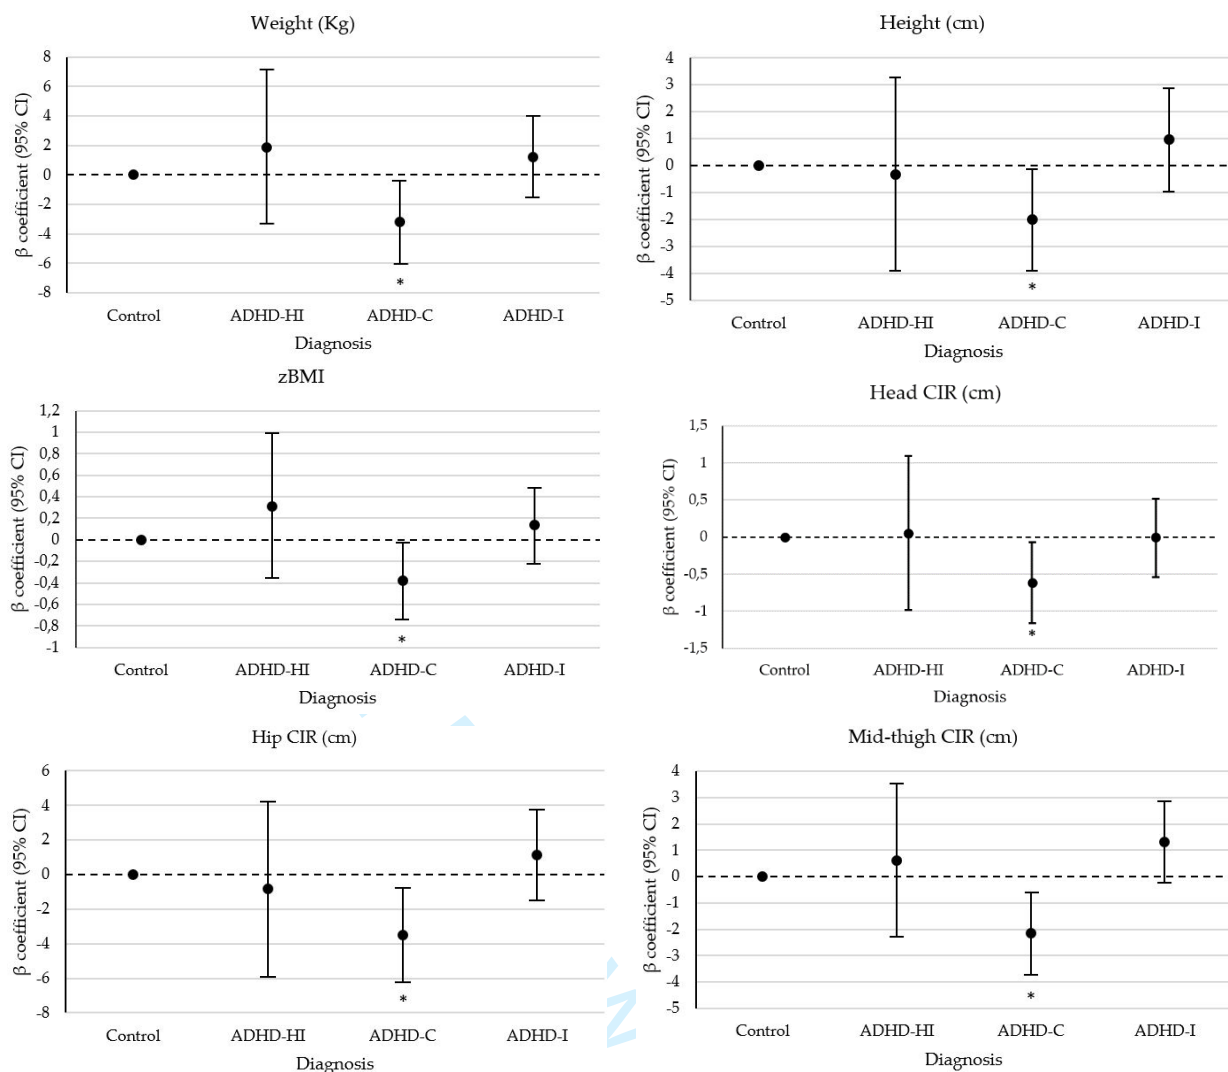 Weight (Kg)
β coefficient (95% CI)
8
6
4
2
0
-2
-4
-6
-8
*
Control ADHD-HI ADHD-C ADHD-I
Diagnosis
Height (cm)
β coefficient (95% CI)
4
3
2
1
0
-1
-2
-3
-4
-5
*
Control ADHD-HI ADHD-C ADHD-I
Diagnosis
zBMI
β coefficient (95% CI)
1,2
1
0,8
0,6
0,4
0,2
0
-0,2
-0,4
-0,6
-0,8
-1
*
Control ADHD-HI ADHD-C ADHD-I
Diagnosis
Head CIR (cm)
β coefficient (95% CI)
1,5
1
0,5
0
-0,5
-1
-1,5
*
Control ADHD-HI ADHD-C ADHD-I
Diagnosis
Hip CIR (cm)
β coefficient (95% CI)
6
4
2
0
-2
-4
-6
-8
*
Control ADHD-HI ADHD-C ADHD-I
Diagnosis
Mid-thigh CIR (cm)
β coefficient (95% CI)
4
3
2
1
0
-1
-2
-3
-4
-5
*
Control ADHD-HI ADHD-C ADHD-I
Diagnosis